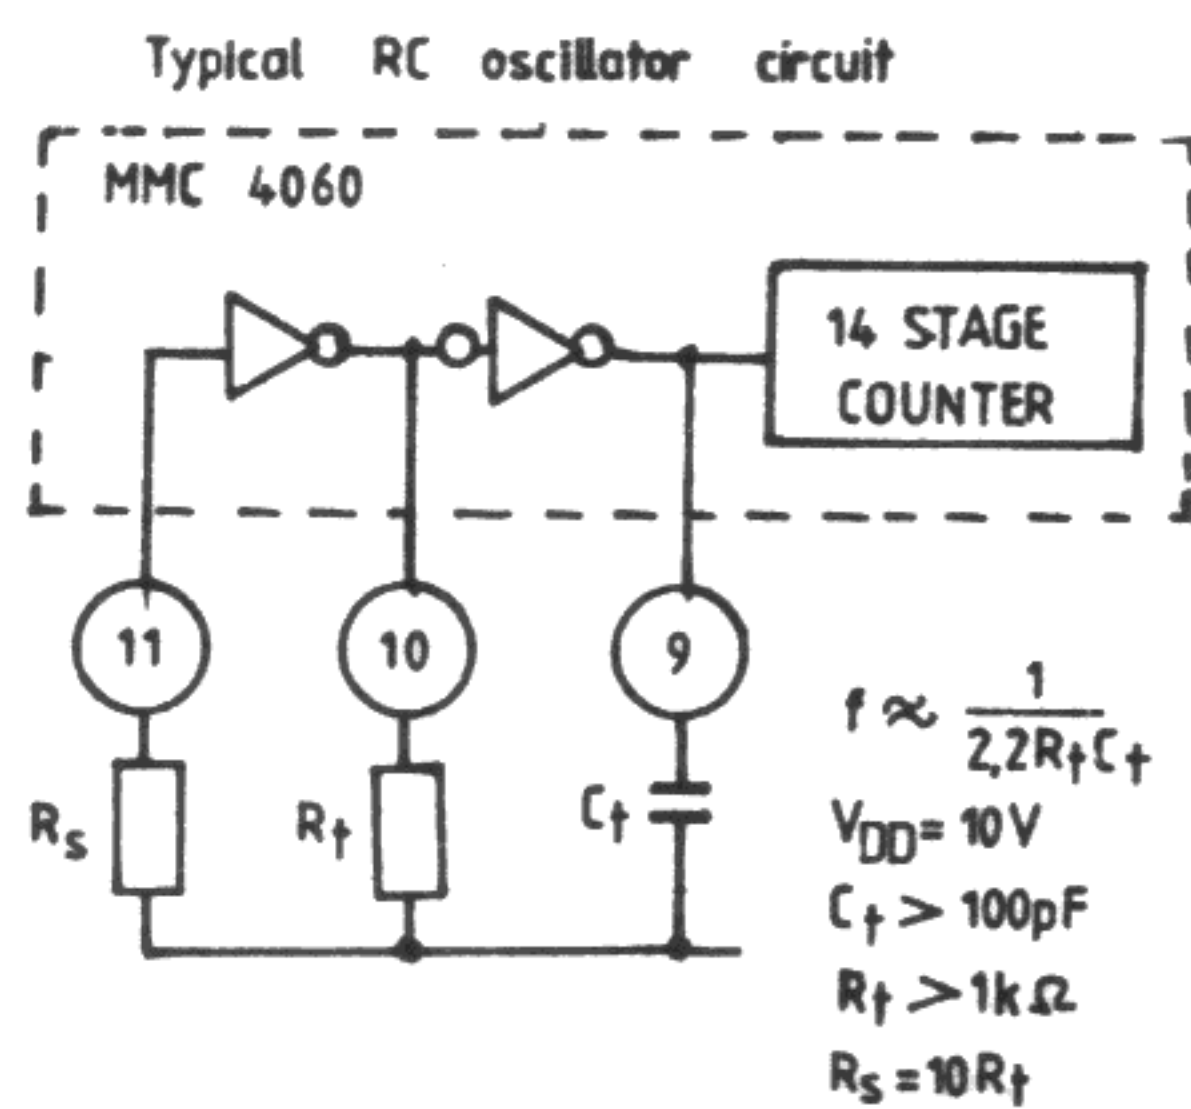 Typical RC oscillator circuit
MMC 4060
14 STAGE
COUNTER
11
10
9
Rs
Rt
Ct
f ≈ 1
2,2RtCt
VDD = 10V
Ct > 100pF
Rt > 1kΩ
Rs = 10Rt